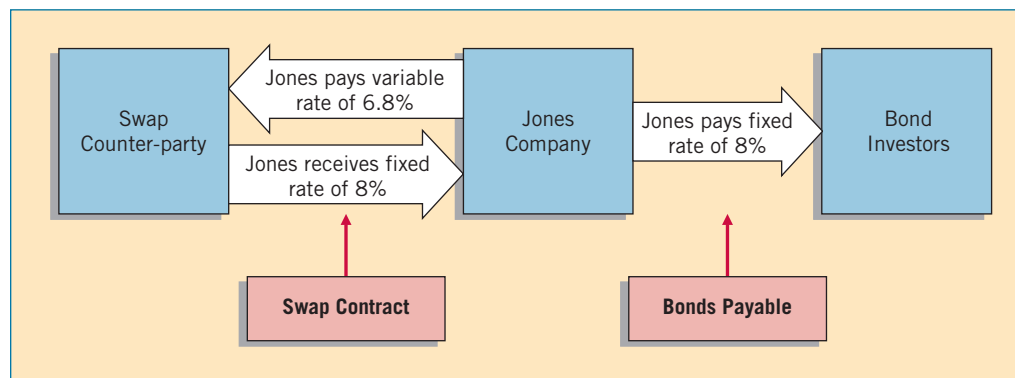 Swap
Counter-party
Jones pays variable
rate of 6.8%
Jones receives fixed
rate of 8%
Jones
Company
Jones pays fixed
rate of 8%
Bond
Investors
Swap Contract
Bonds Payable